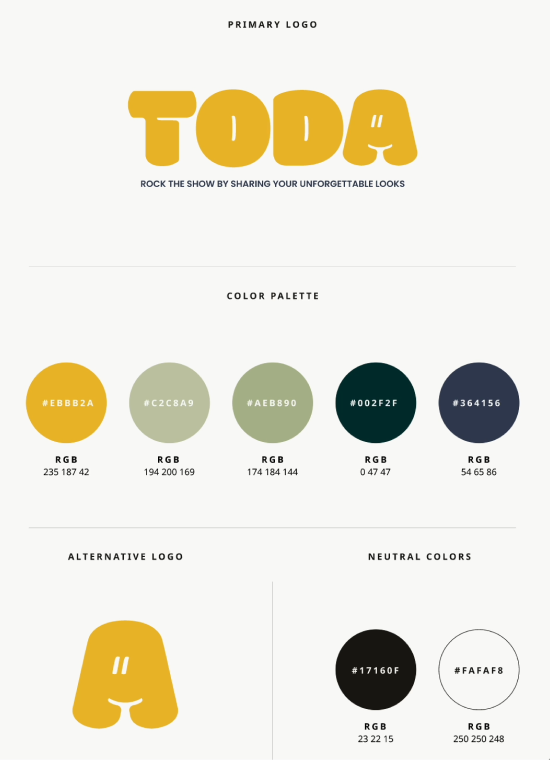 PRIMARY LOGO
TODA
ROCK THE SHOW BY SHARING YOUR UNFORGETTABLE LOOKS
COLOR PALETTE
#EBBB2A #C2C8A9 #AEB890 #002F2F #364156
RGB RGB RGB RGB RGB
235 187 42 194 200 169 174 184 144 0 47 47 54 65 86
ALTERNATIVE LOGO NEUTRAL COLORS
A
#17160F #FAFAF8
RGB RGB
23 22 15 250 250 248